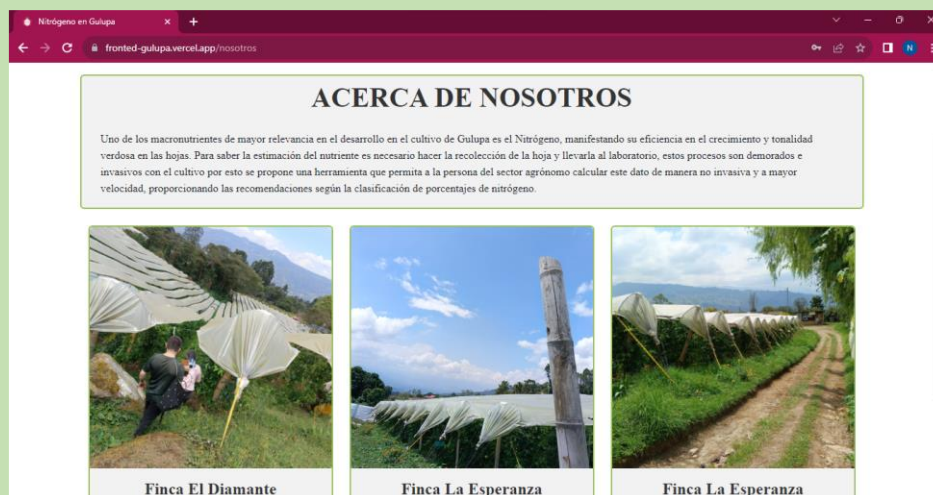 Nitrógeno en Gulupa
fronted-gulupa.vercel.app/nosotros
N
ACERCA DE NOSOTROS
Uno de los macronutrientes de mayor relevancia en el desarrollo en el cultivo de Gulupa es el Nitrógeno, manifestando su eficiencia en el crecimiento y tonalidad
verdosa en las hojas. Para saber la estimación del nutriente es necesario hacer la recolección de la hoja y llevarla al laboratorio, estos procesos son demorados e
invasivos con el cultivo por esto se propone una herramienta que permita a la persona del sector agrónomo calcular este dato de manera no invasiva y a mayor
velocidad, proporcionando las recomendaciones según la clasificación de porcentajes de nitrógeno.
Finca El Diamante
Finca La Esperanza
Finca La Esperanza